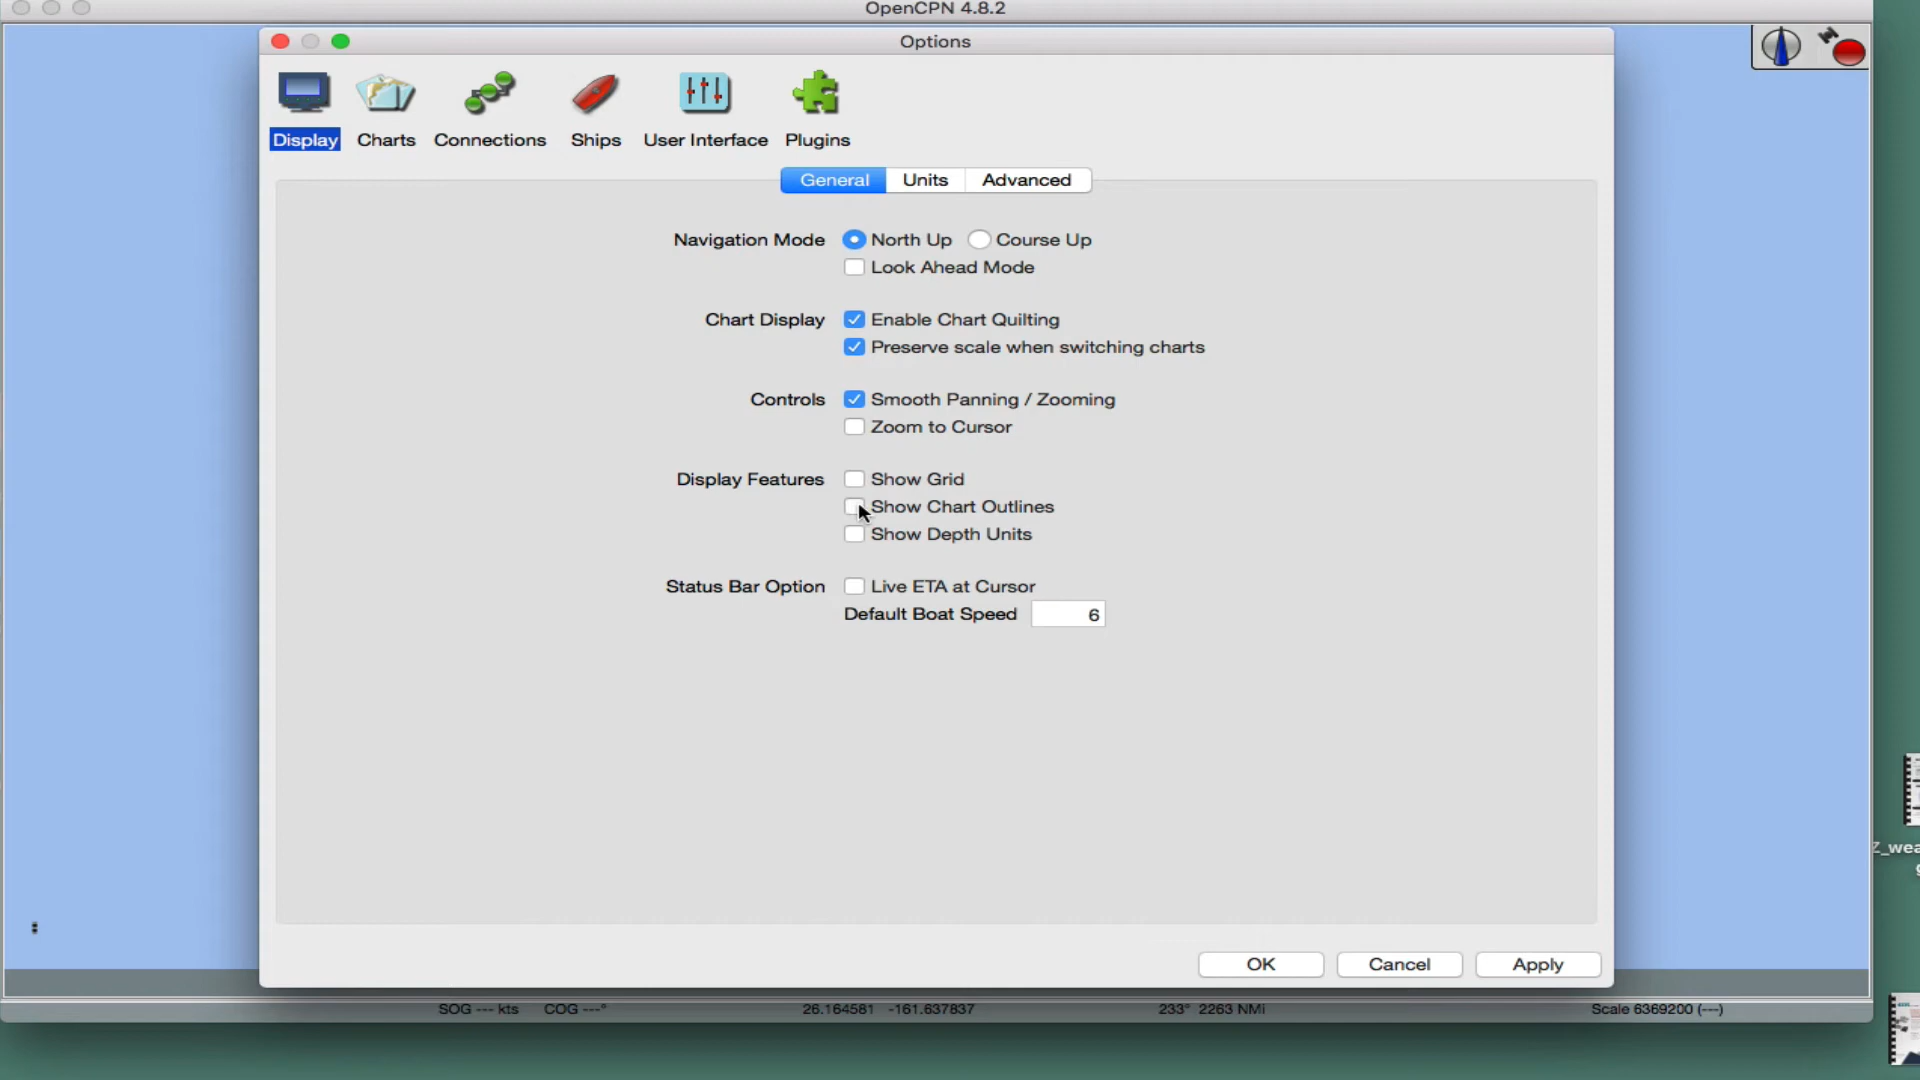 OpenCPN 4.8.2
Options
Display Charts Connections Ships User Interface Plugins
General Units Advanced
Navigation Mode North Up Course Up
Look Ahead Mode
Chart Display Enable Chart Quilting
Preserve scale when switching charts
Controls Smooth Panning / Zooming
Zoom to Cursor
Display Features Show Grid
Show Chart Outlines
Show Depth Units
Status Bar Option Live ETA at Cursor
Default Boat Speed 6
Z_wea
OK Cancel Apply
SOG --- kts COG ---° 26.164581 -161.637837 233° 2263 NMi Scale 6369200 (---)